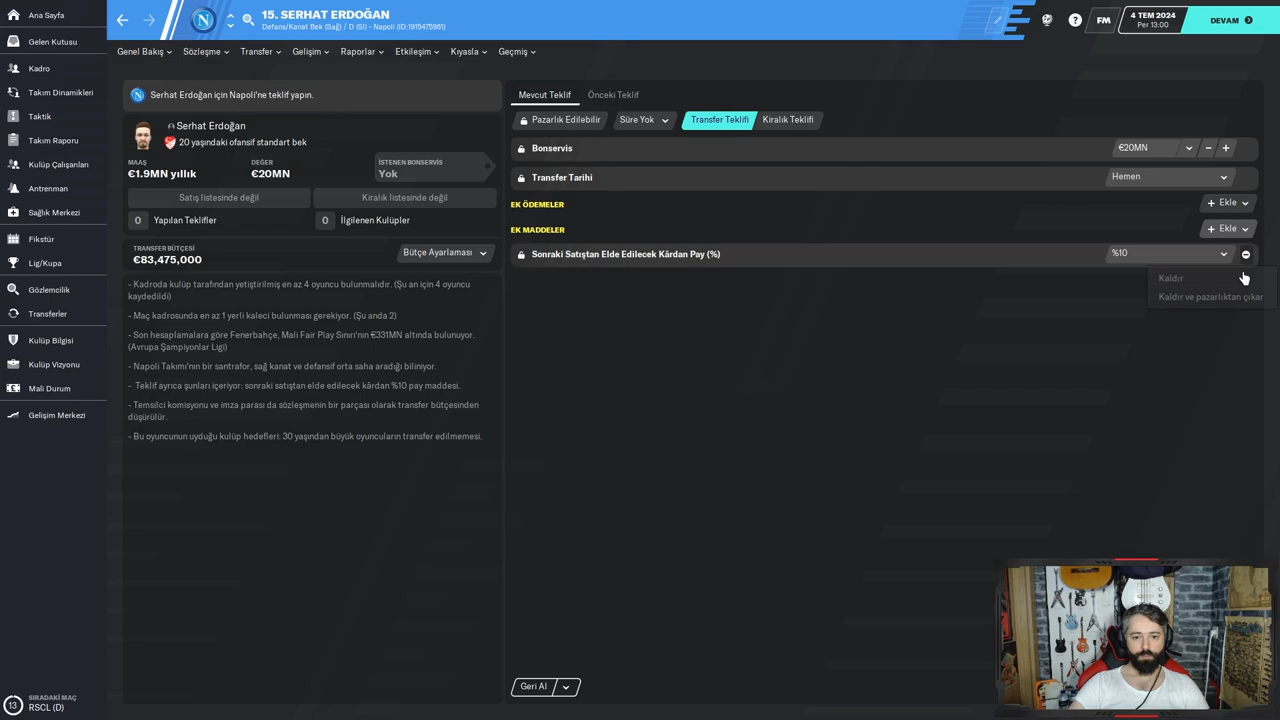 Ana Sayfa
Gelen Kutusu
Kadro
Takım Dinamikleri
Taktik
Takım Raporu
Kulüp Çalışanları
Antrenman
Sağlık Merkezi
Fikstür
Lig/Kupa
Gözlemcilik
Transferler
Kulüp Bilgisi
Kulüp Vizyonu
Mali Durum
Gelişim Merkezi
13
SIRADAKİ MAÇ
RSCL (D)
15. SERHAT ERDOĞAN
Defans/Kanat Bek (Sağ) / D (Sl) - Napoli (ID:1915475961)
?
FM
4 TEM 2024
Per 13:00
DEVAM
Genel Bakış
Sözleşme
Transfer
Gelişim
Raporlar
Etkileşim
Kıyasla
Geçmiş
Serhat Erdoğan için Napoli'ne teklif yapın.
Serhat Erdoğan
20 yaşındaki ofansif standart bek
MAAŞ
€1.9MN yıllık
DEĞER
€20MN
İSTENEN BONSERVİS
Yok
Satış listesinde değil
Kiralık listesinde değil
0 Yapılan Teklifler
0 İlgilenen Kulüpler
TRANSFER BÜTÇESİ
€83,475,000
Bütçe Ayarlaması
- Kadroda kulüp tarafından yetiştirilmiş en az 4 oyuncu bulunmalıdır. (Şu an için 4 oyuncu
kaydedildi)
- Maç kadrosunda en az 1 yerli kaleci bulunması gerekiyor. (Şu anda 2)
- Son hesaplamalara göre Fenerbahçe, Mali Fair Play Sınırı'nın €331MN altında bulunuyor.
(Avrupa Şampiyonlar Ligi)
- Napoli Takımı'nın bir santrafor, sağ kanat ve defansif orta saha aradığı biliniyor.
- Teklif ayrıca şunları içeriyor: sonraki satıştan elde edilecek kârdan %10 pay maddesi.
- Temsilci komisyonu ve imza parası da sözleşmenin bir parçası olarak transfer bütçesinden
düşürülür.
- Bu oyuncunun uyduğu kulüp hedefleri: 30 yaşından büyük oyuncuların transfer edilmemesi.
Mevcut Teklif
Önceki Teklif
Pazarlık Edilebilir
Süre Yok
Transfer Teklifi
Kiralık Teklifi
Bonservis
€20MN
Transfer Tarihi
Hemen
EK ÖDEMELER
+ Ekle
EK MADDELER
+ Ekle
Sonraki Satıştan Elde Edilecek Kârdan Pay (%)
%10
Kaldır
Kaldır ve pazarlıktan çıkar
Geri Al